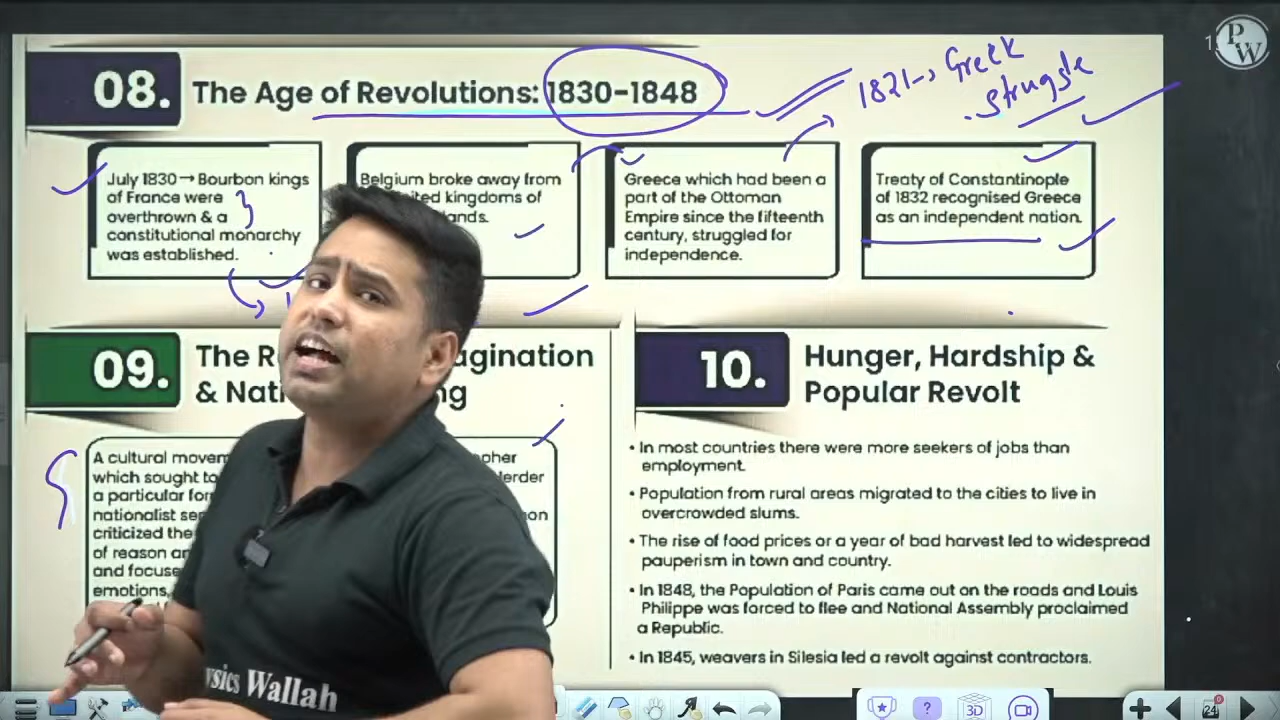 PW
1
08. The Age of Revolutions: 1830-1848
1821 → Greek
struggle
July 1830 → Bourbon kings
of France were
overthrown & a
constitutional monarchy
was established.
3
Belgium broke away from
kingdoms of
Greece which had been a
part of the Ottoman
Empire since the fifteenth
century, struggled for
independence.
Treaty of Constantinople
of 1832 recognised Greece
as an independent nation.
09.
The
&
A cultural
which sought to
a particular
nationalist
criticized the
of reason
and
emotions,
10. Hunger, Hardship &
Popular Revolt
• In most countries there were more seekers of jobs than
employment.
• Population from rural areas migrated to the cities to live in
overcrowded slums.
• The rise of food prices or a year of bad harvest led to widespread
pauperism in town and country.
• In 1848, the Population of Paris came out on the roads and Louis
Philippe was forced to flee and National Assembly proclaimed
a Republic.
• In 1845, weavers in Silesia led a revolt against contractors.
Wallah
?
3D
24